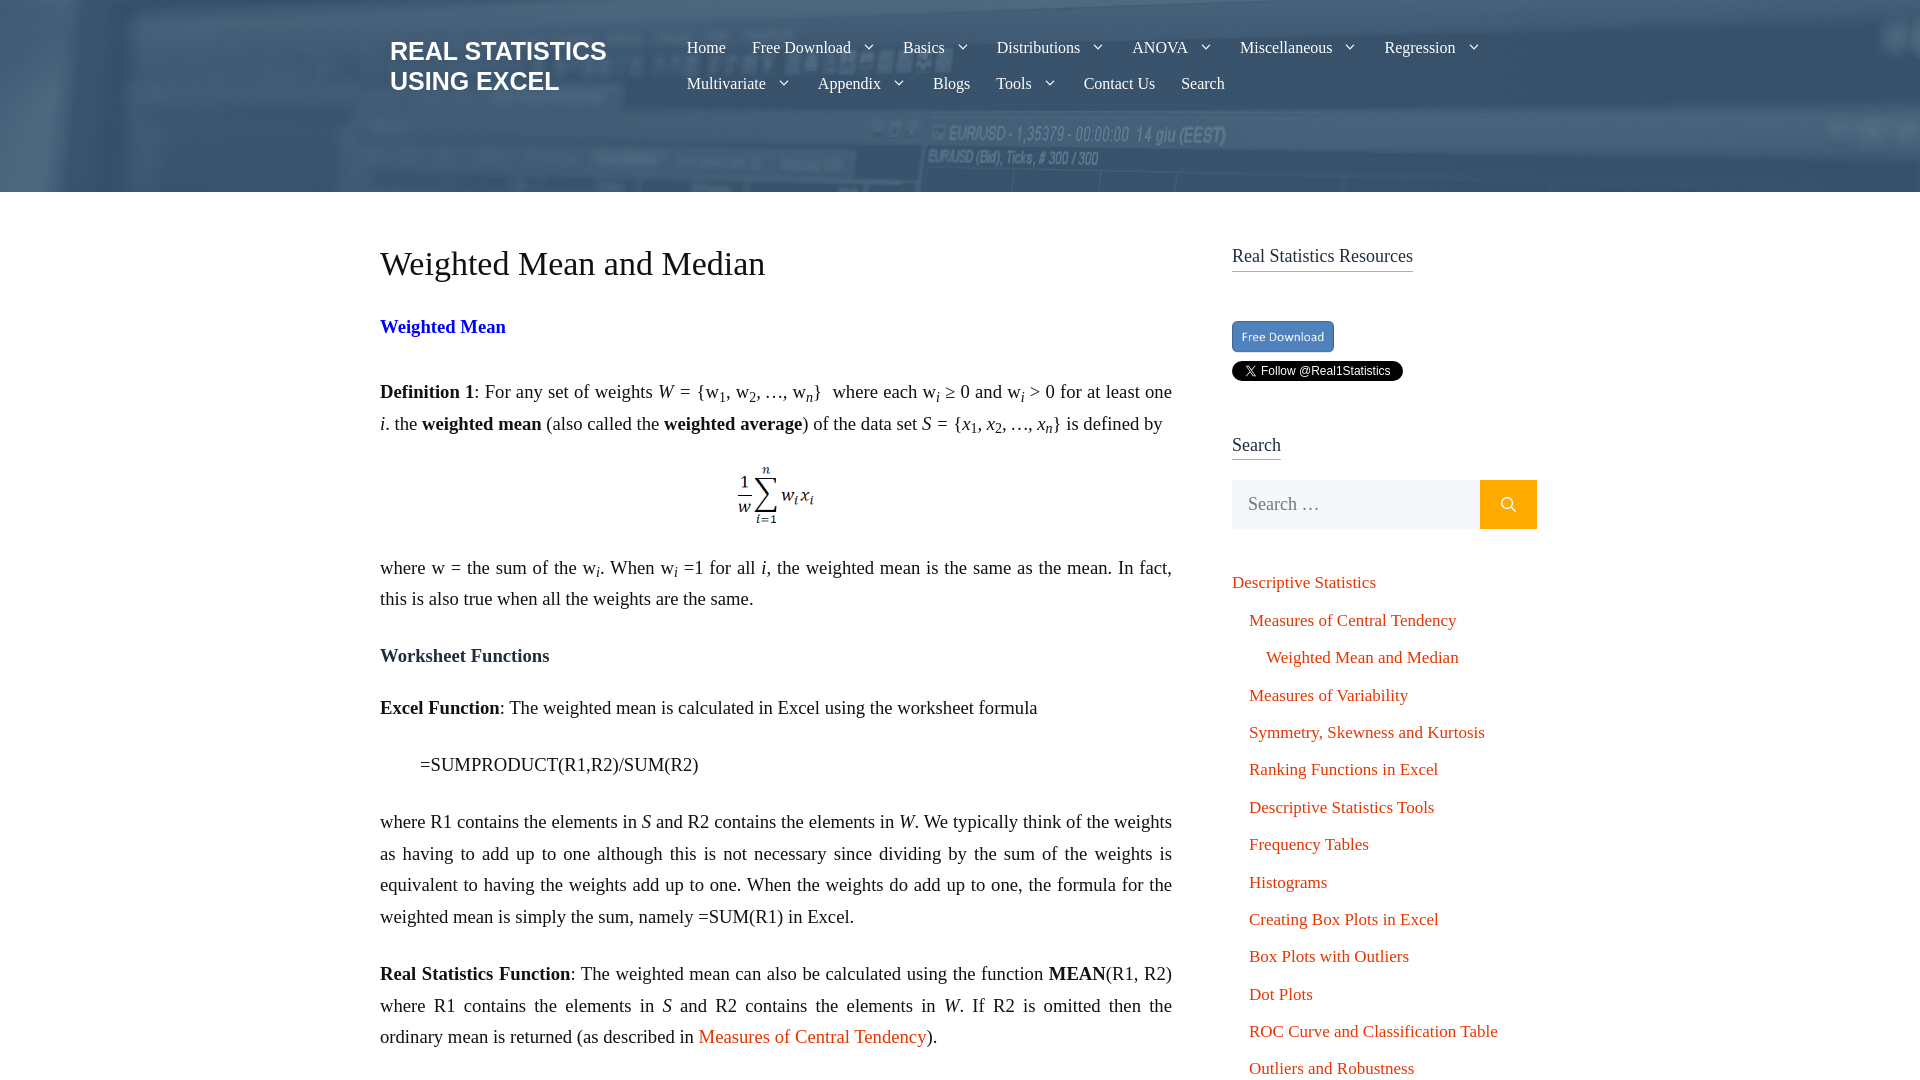 REAL STATISTICS
USING EXCEL
Home Free Download Basics Distributions ANOVA Miscellaneous Regression
Multivariate Appendix Blogs Tools Contact Us Search
EUR/USD - 1,35379 - 00:00:00 14 giu (EEST)
EUR/USD (Bid), Ticks, # 300 / 300
Weighted Mean and Median
Weighted Mean
Definition 1: For any set of weights W = {w1, w2, …, wn}  where each wi ≥ 0 and wi > 0 for at least one
i. the weighted mean (also called the weighted average) of the data set S = {x1, x2, …, xn} is defined by
1/w n∑i=1 wi xi
where w = the sum of the wi. When wi =1 for all i, the weighted mean is the same as the mean. In fact,
this is also true when all the weights are the same.
Worksheet Functions
Excel Function: The weighted mean is calculated in Excel using the worksheet formula
=SUMPRODUCT(R1,R2)/SUM(R2)
where R1 contains the elements in S and R2 contains the elements in W. We typically think of the weights
as having to add up to one although this is not necessary since dividing by the sum of the weights is
equivalent to having the weights add up to one. When the weights do add up to one, the formula for the
weighted mean is simply the sum, namely =SUM(R1) in Excel.
Real Statistics Function: The weighted mean can also be calculated using the function MEAN(R1, R2)
where R1 contains the elements in S and R2 contains the elements in W. If R2 is omitted then the
ordinary mean is returned (as described in Measures of Central Tendency).
Real Statistics Resources
Free Download
Follow @Real1Statistics
Search
Search …
Descriptive Statistics
Measures of Central Tendency
Weighted Mean and Median
Measures of Variability
Symmetry, Skewness and Kurtosis
Ranking Functions in Excel
Descriptive Statistics Tools
Frequency Tables
Histograms
Creating Box Plots in Excel
Box Plots with Outliers
Dot Plots
ROC Curve and Classification Table
Outliers and Robustness